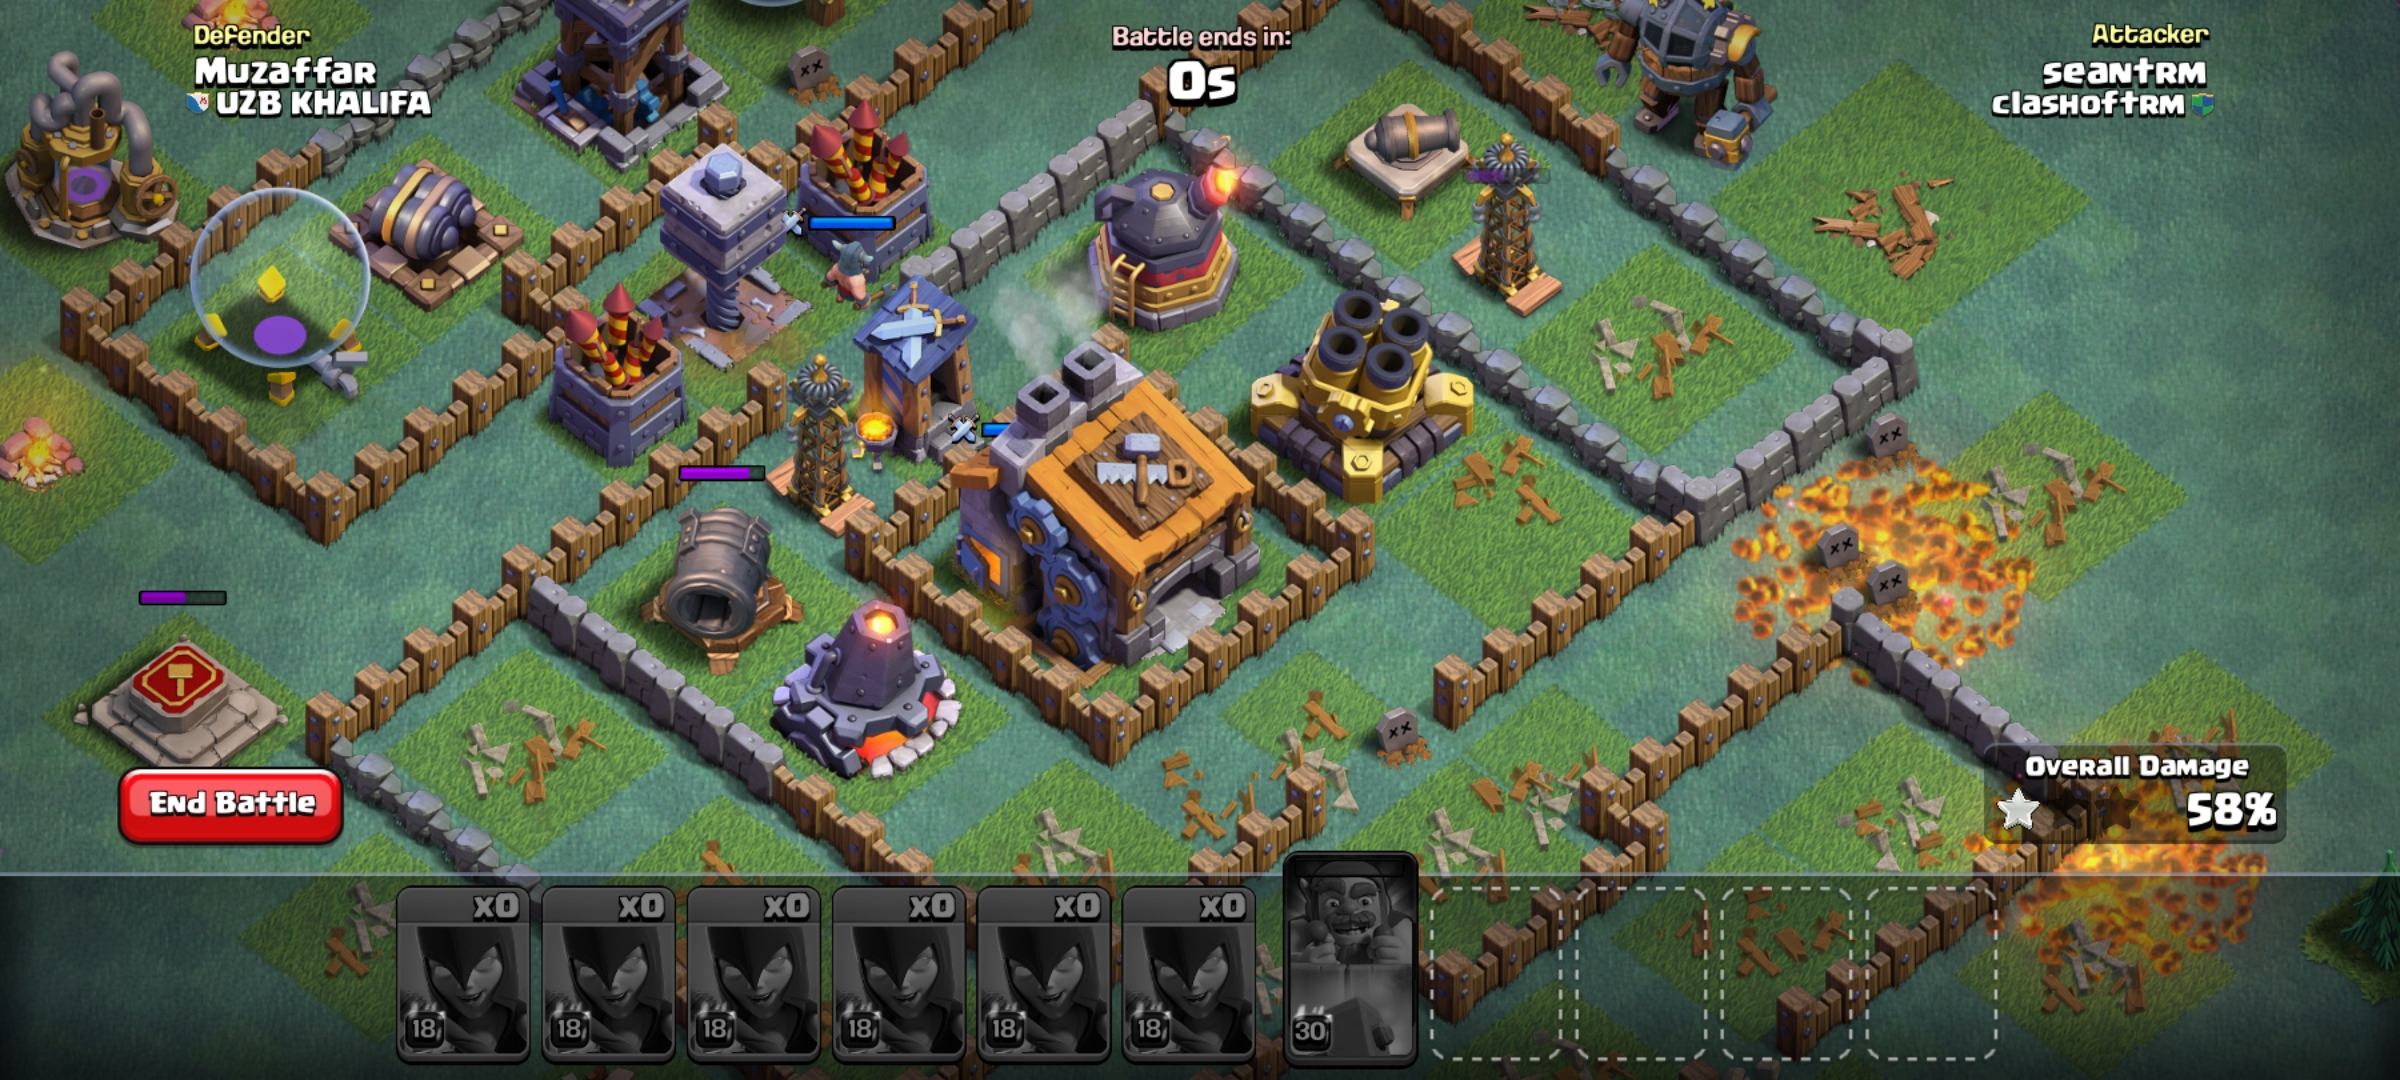 Defender
Muzaffar
UZB KHALIFA
Battle ends in:
0s
Attacker
seantRM
clashoftRM
End Battle
Overall Damage
58%
x0
x0
x0
x0
x0
x0
18
18
18
18
18
18
30